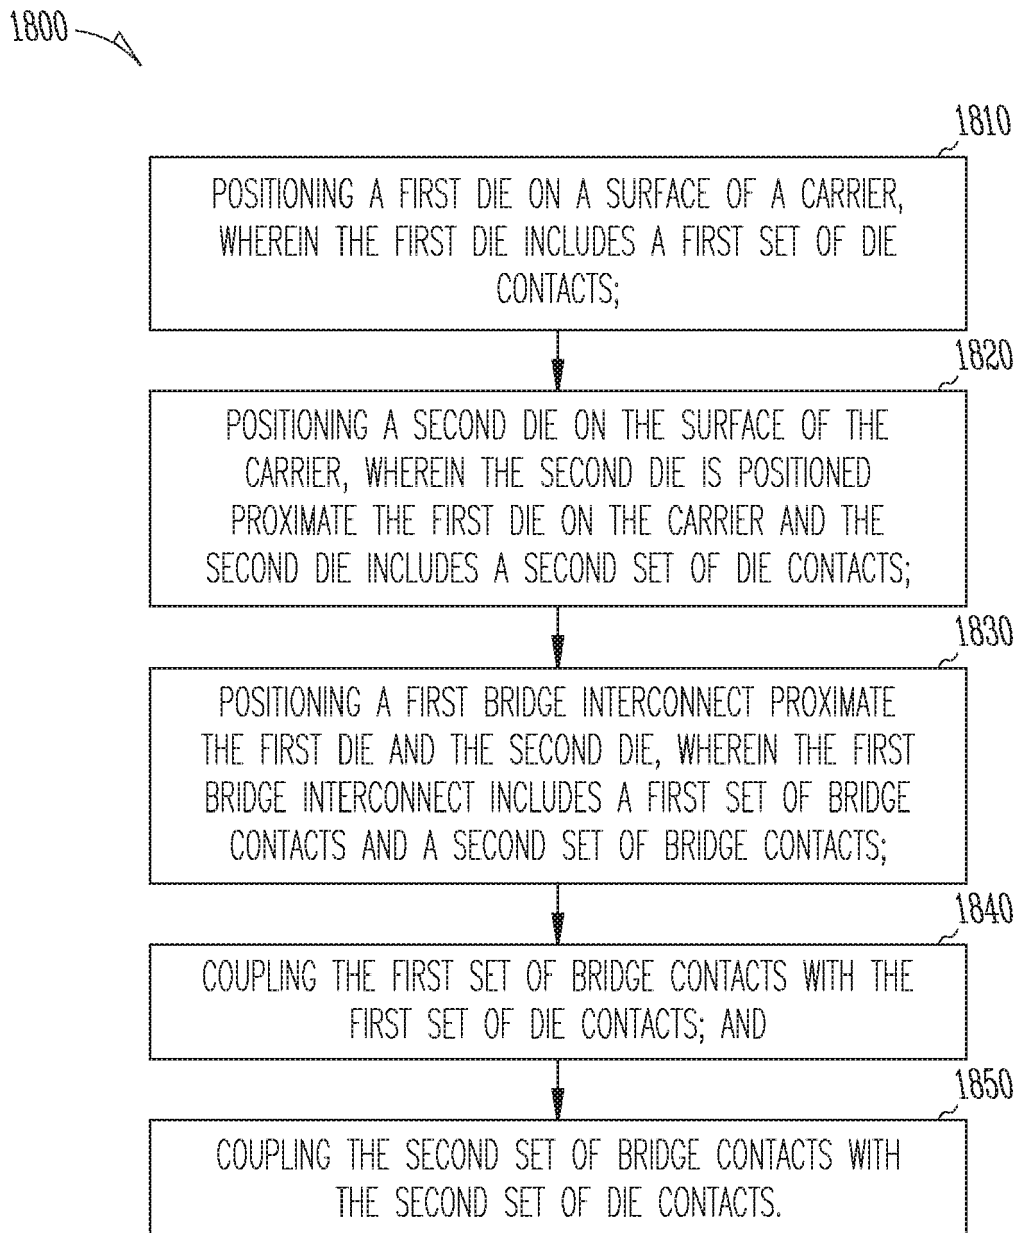 1800
1810
POSITIONING A FIRST DIE ON A SURFACE OF A CARRIER,
WHEREIN THE FIRST DIE INCLUDES A FIRST SET OF DIE
CONTACTS;
1820
POSITIONING A SECOND DIE ON THE SURFACE OF THE
CARRIER, WHEREIN THE SECOND DIE IS POSITIONED
PROXIMATE THE FIRST DIE ON THE CARRIER AND THE
SECOND DIE INCLUDES A SECOND SET OF DIE CONTACTS;
1830
POSITIONING A FIRST BRIDGE INTERCONNECT PROXIMATE
THE FIRST DIE AND THE SECOND DIE, WHEREIN THE FIRST
BRIDGE INTERCONNECT INCLUDES A FIRST SET OF BRIDGE
CONTACTS AND A SECOND SET OF BRIDGE CONTACTS;
1840
COUPLING THE FIRST SET OF BRIDGE CONTACTS WITH THE
FIRST SET OF DIE CONTACTS; AND
1850
COUPLING THE SECOND SET OF BRIDGE CONTACTS WITH
THE SECOND SET OF DIE CONTACTS.